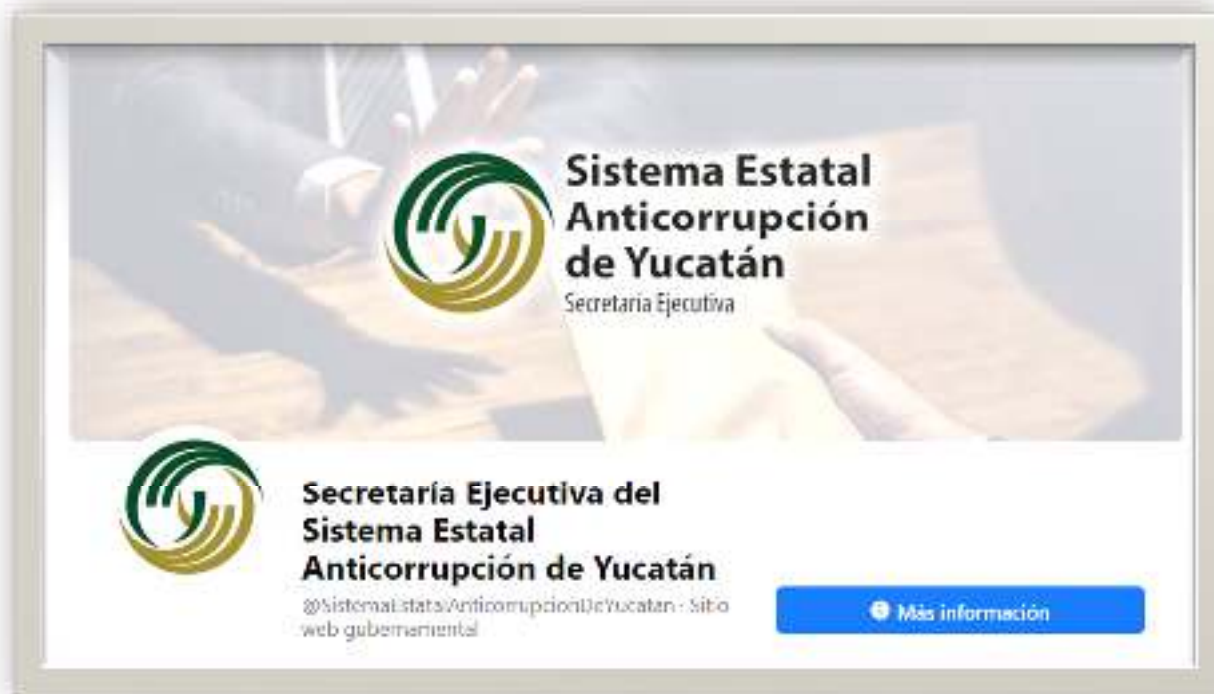 Sistema Estatal
Anticorrupción
de Yucatán
Secretaría Ejecutiva
Secretaría Ejecutiva del
Sistema Estatal
Anticorrupción de Yucatán
@SistemaEstatalAnticorrupcionDeYucatan · Sitio
web gubernamental
Más información